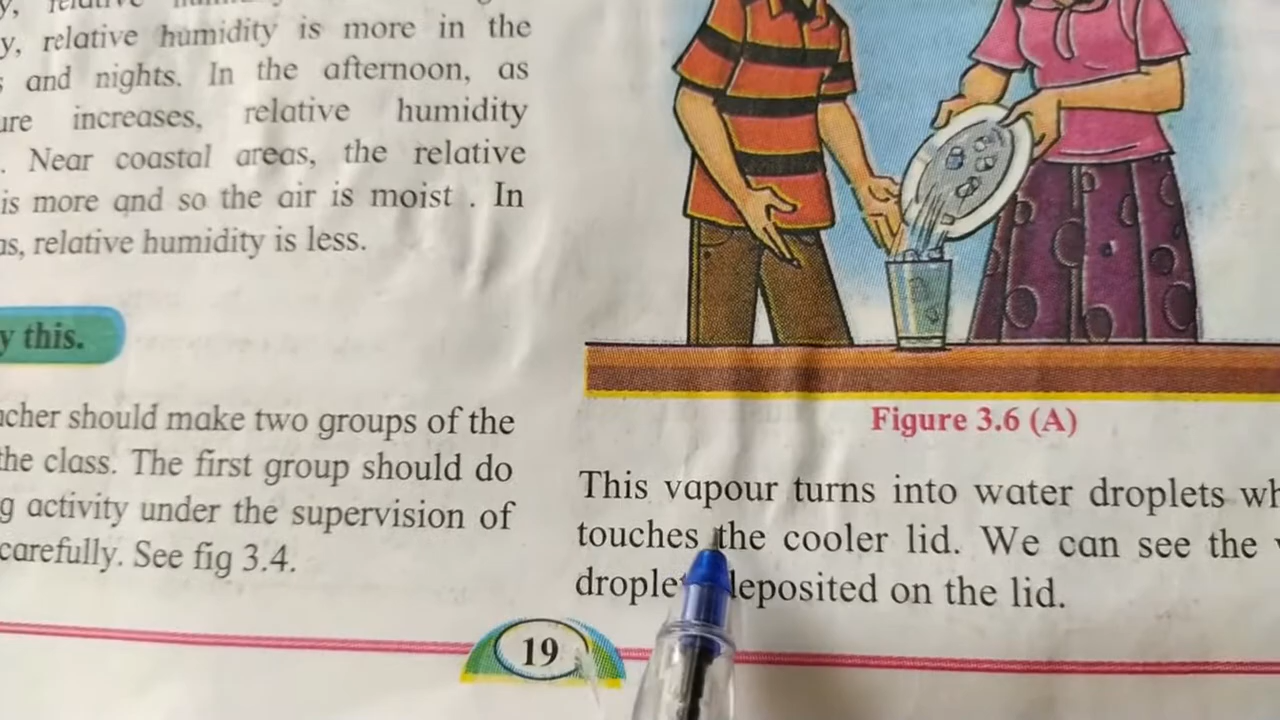 relative humidity is more in the
and nights. In the afternoon, as
increases, relative humidity
. Near coastal areas, the relative
is more and so the air is moist . In
relative humidity is less.
this.
should make two groups of the
the class. The first group should do
activity under the supervision of
carefully. See fig 3.4.
Figure 3.6 (A)
This vapour turns into water droplets
touches the cooler lid. We can see the
deposited on the lid.
19